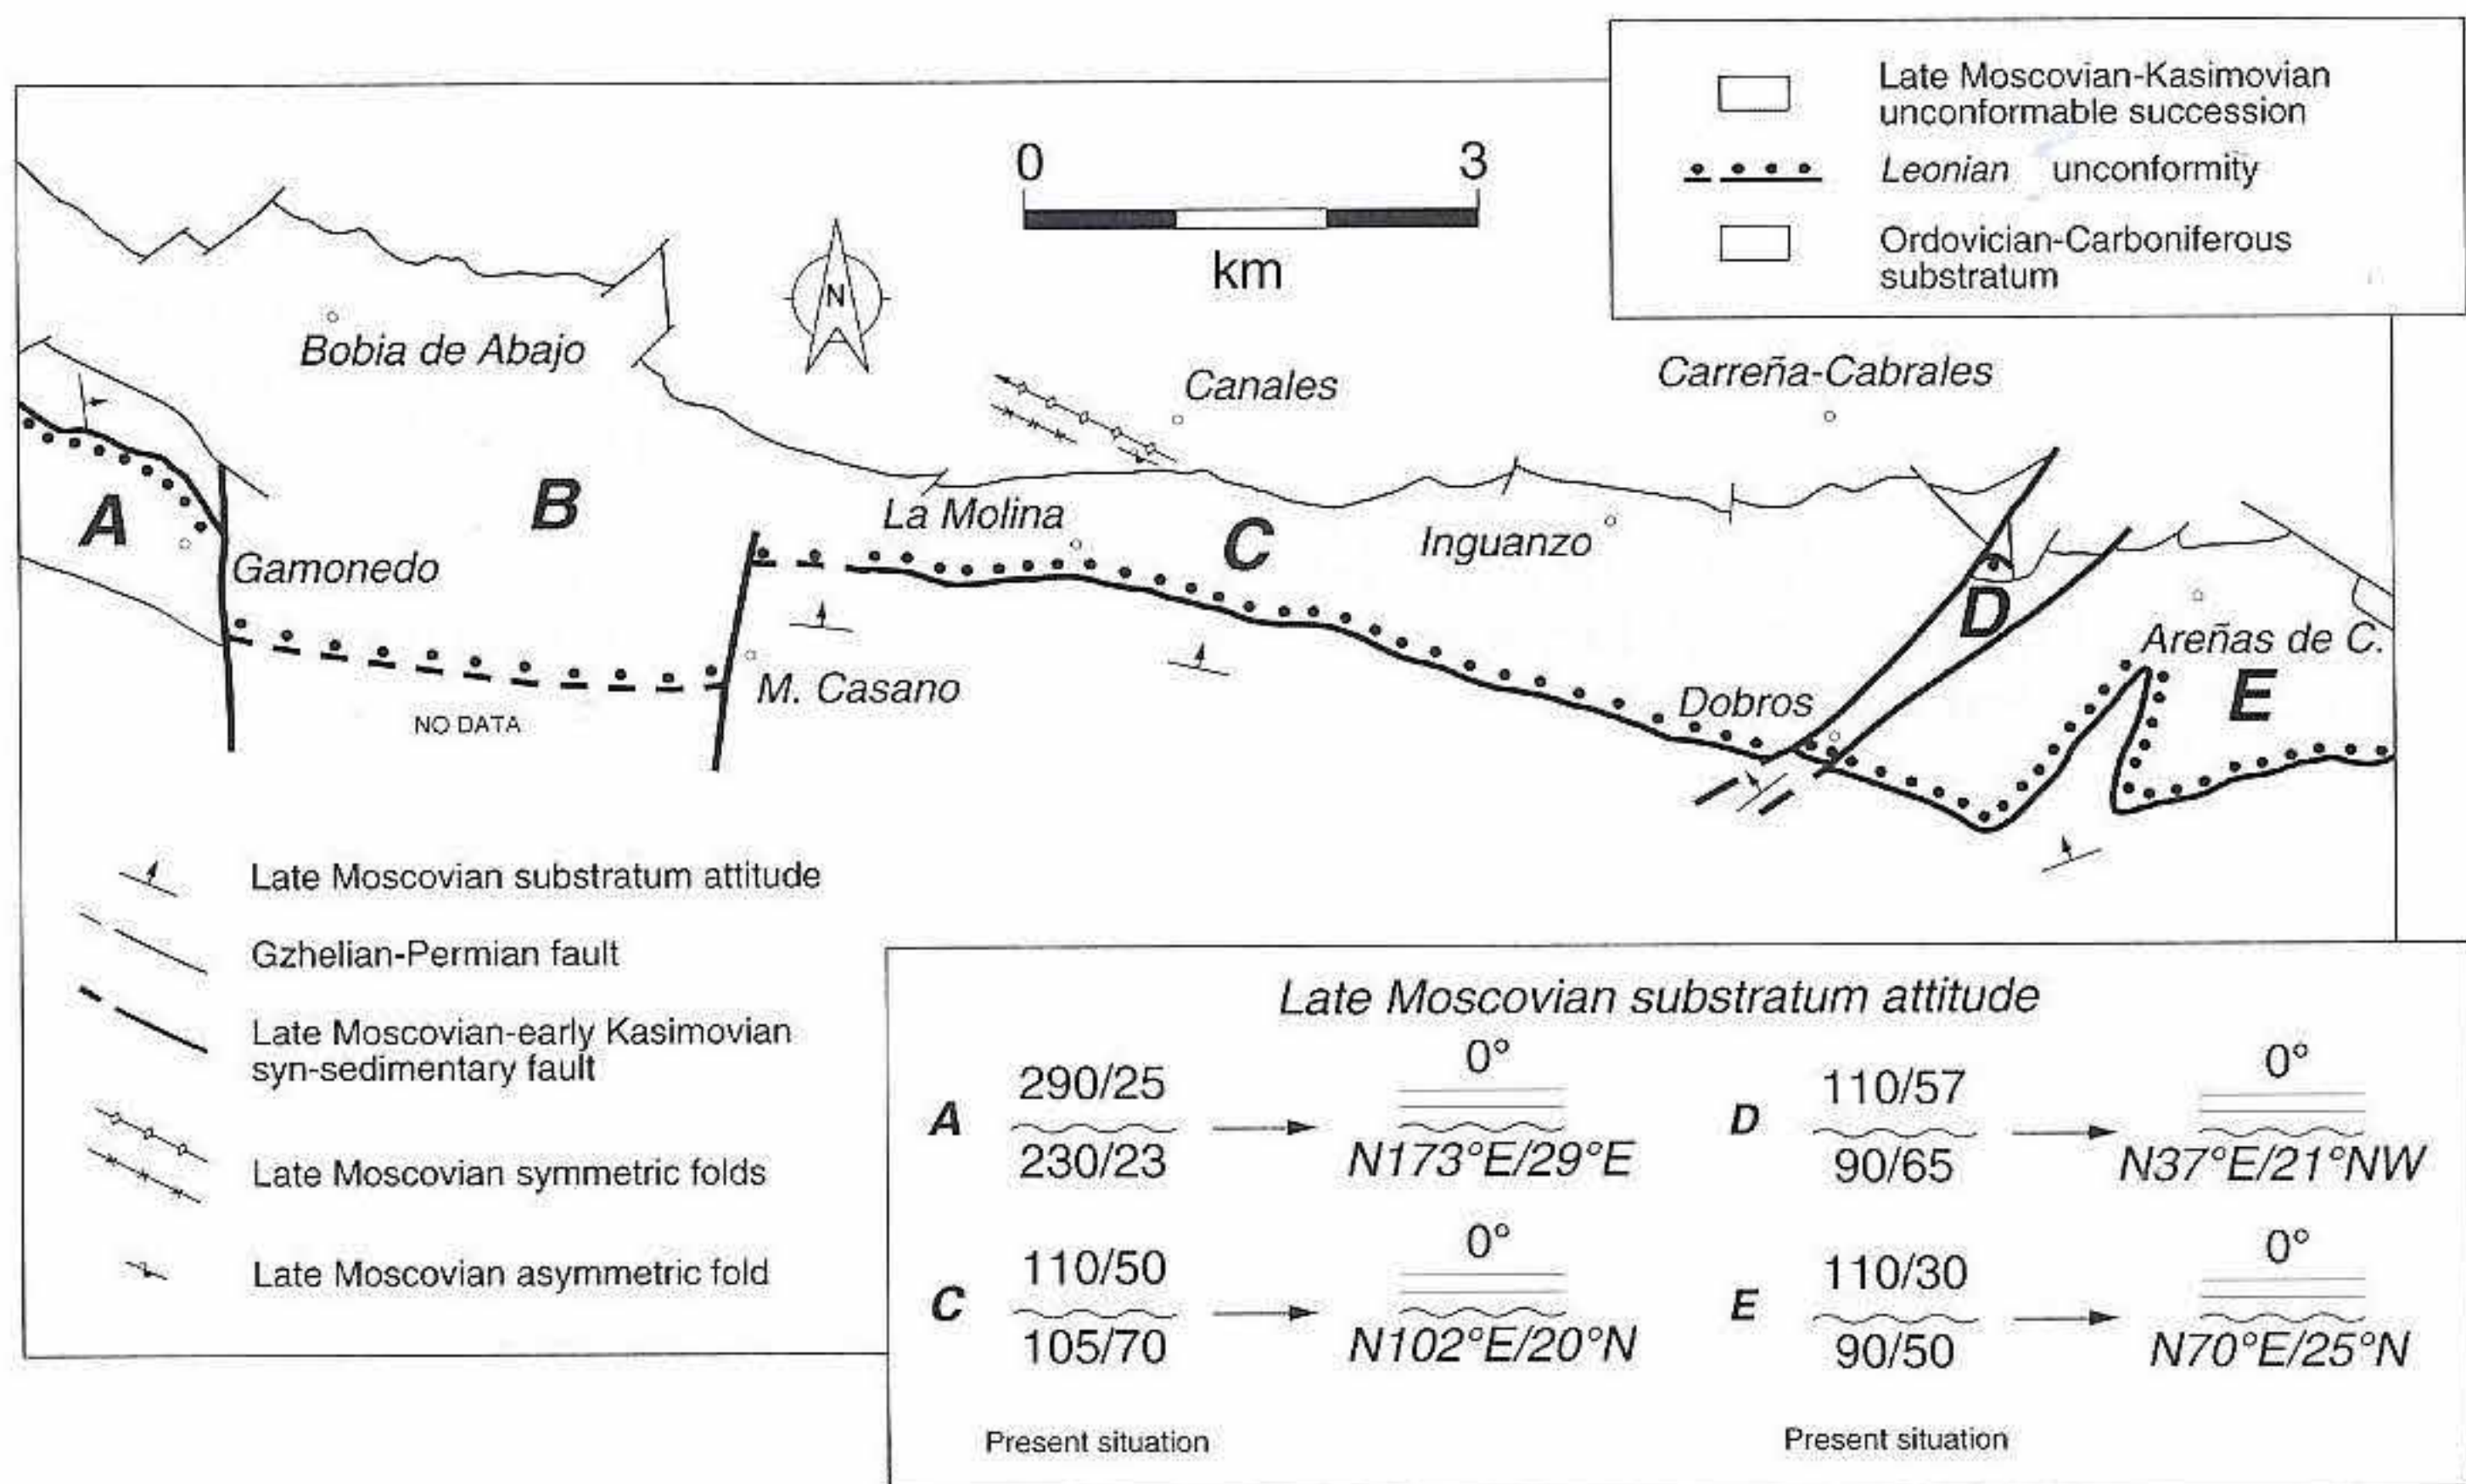 Late Moscovian-Kasimovian
unconformable succession
Leonian unconformity
Ordovician-Carboniferous
substratum
0 3
km
N
Bobia de Abajo
Canales
Carreña-Cabrales
A
B
La Molina
C
Inguanzo
Gamonedo
D
Areñas de C.
E
M. Casano
Dobros
NO DATA
Late Moscovian substratum attitude
Gzhelian-Permian fault
Late Moscovian-early Kasimovian
syn-sedimentary fault
Late Moscovian symmetric folds
Late Moscovian asymmetric fold
Late Moscovian substratum attitude
A
290/25
230/23
0°
N173°E/29°E
D
110/57
90/65
0°
N37°E/21°NW
C
110/50
105/70
0°
N102°E/20°N
E
110/30
90/50
0°
N70°E/25°N
Present situation
Present situation